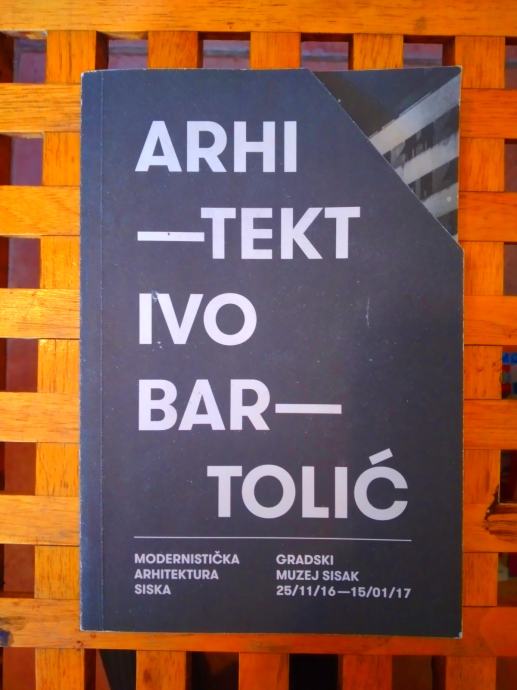 ARHI
—TEKT
IVO
BAR—
TOLIĆ
MODERNISTIČKA
ARHITEKTURA
SISKA
GRADSKI
MUZEJ SISAK
25/11/16—15/01/17